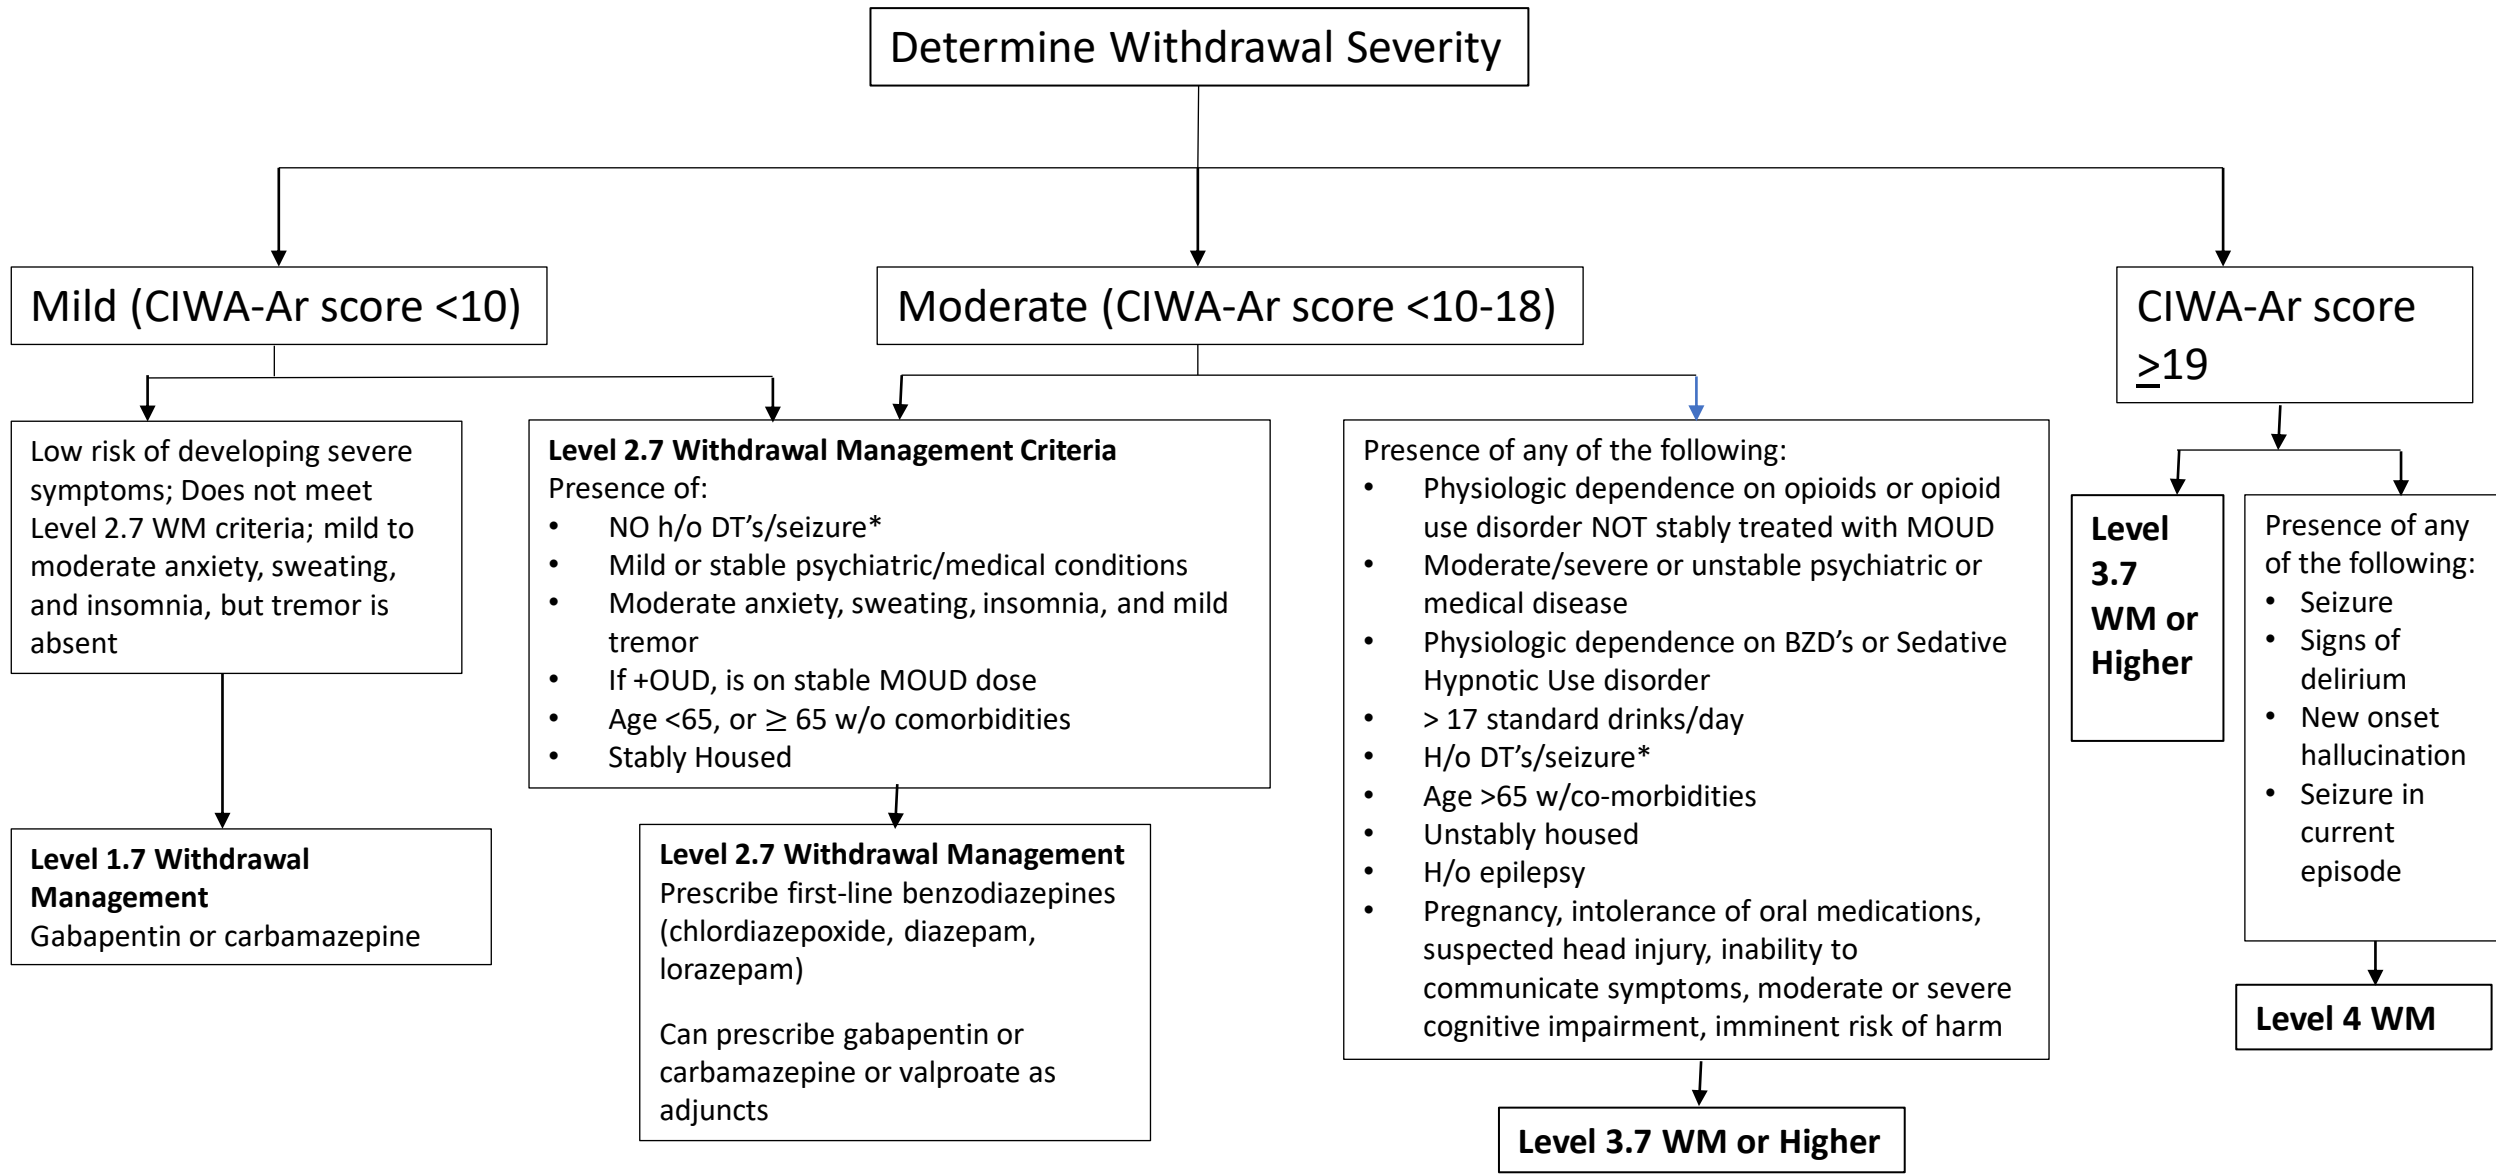 Determine Withdrawal Severity
Mild (CIWA-Ar score <10)
Moderate (CIWA-Ar score <10-18)
CIWA-Ar score
≥19
Low risk of developing severe
symptoms; Does not meet
Level 2.7 WM criteria; mild to
moderate anxiety, sweating,
and insomnia, but tremor is
absent
Level 1.7 Withdrawal
Management
Gabapentin or carbamazepine
Level 2.7 Withdrawal Management Criteria
Presence of:
• NO h/o DT’s/seizure*
• Mild or stable psychiatric/medical conditions
• Moderate anxiety, sweating, insomnia, and mild
tremor
• If +OUD, is on stable MOUD dose
• Age <65, or ≥ 65 w/o comorbidities
• Stably Housed
Level 2.7 Withdrawal Management
Prescribe first-line benzodiazepines
(chlordiazepoxide, diazepam,
lorazepam)
Can prescribe gabapentin or
carbamazepine or valproate as
adjuncts
Presence of any of the following:
• Physiologic dependence on opioids or opioid
use disorder NOT stably treated with MOUD
• Moderate/severe or unstable psychiatric or
medical disease
• Physiologic dependence on BZD’s or Sedative
Hypnotic Use disorder
• > 17 standard drinks/day
• H/o DT’s/seizure*
• Age >65 w/co-morbidities
• Unstably housed
• H/o epilepsy
• Pregnancy, intolerance of oral medications,
suspected head injury, inability to
communicate symptoms, moderate or severe
cognitive impairment, imminent risk of harm
Level 3.7 WM or Higher
Level
3.7
WM or
Higher
Presence of any
of the following:
• Seizure
• Signs of
delirium
• New onset
hallucination
• Seizure in
current
episode
Level 4 WM